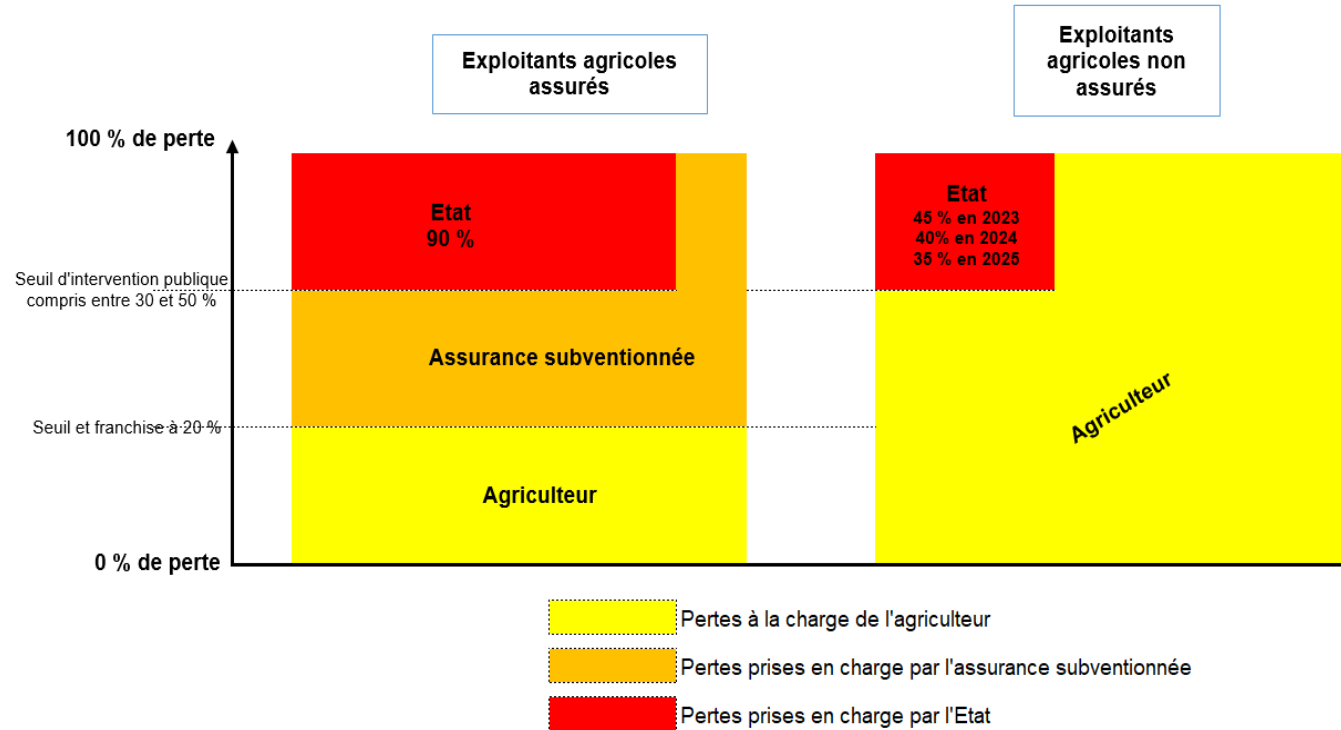 Exploitants agricoles
assurés
Exploitants
agricoles non
assurés
100 % de perte
Etat
90 %
Etat
45 % en 2023
40% en 2024
35 % en 2025
Seuil d'intervention publique
compris entre 30 et 50 %
Assurance subventionnée
Agriculteur
Seuil et franchise à 20 %
Agriculteur
0 % de perte
Pertes à la charge de l'agriculteur
Pertes prises en charge par l'assurance subventionnée
Pertes prises en charge par l'Etat